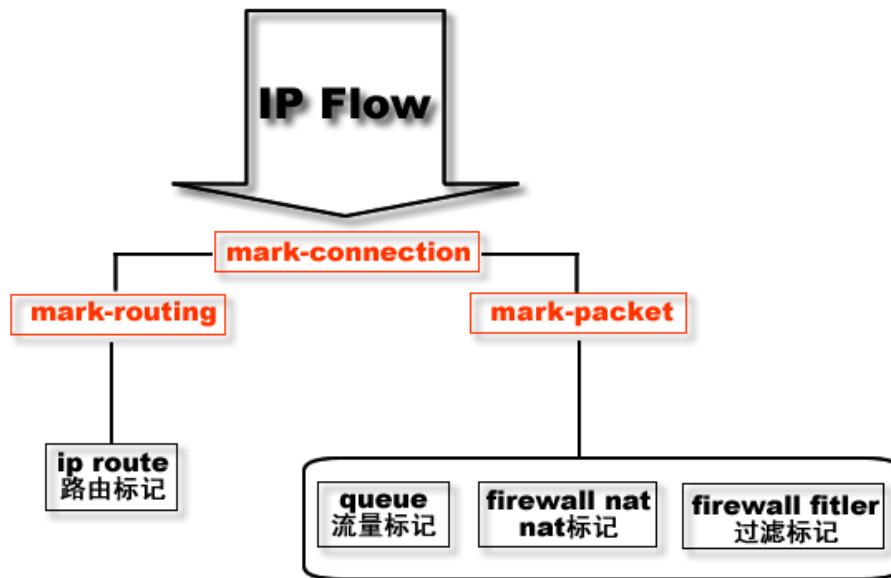 IP Flow
mark-connection
mark-routing
mark-packet
ip route
路由标记
queue
流量标记
firewall nat
nat标记
firewall fitler
过滤标记